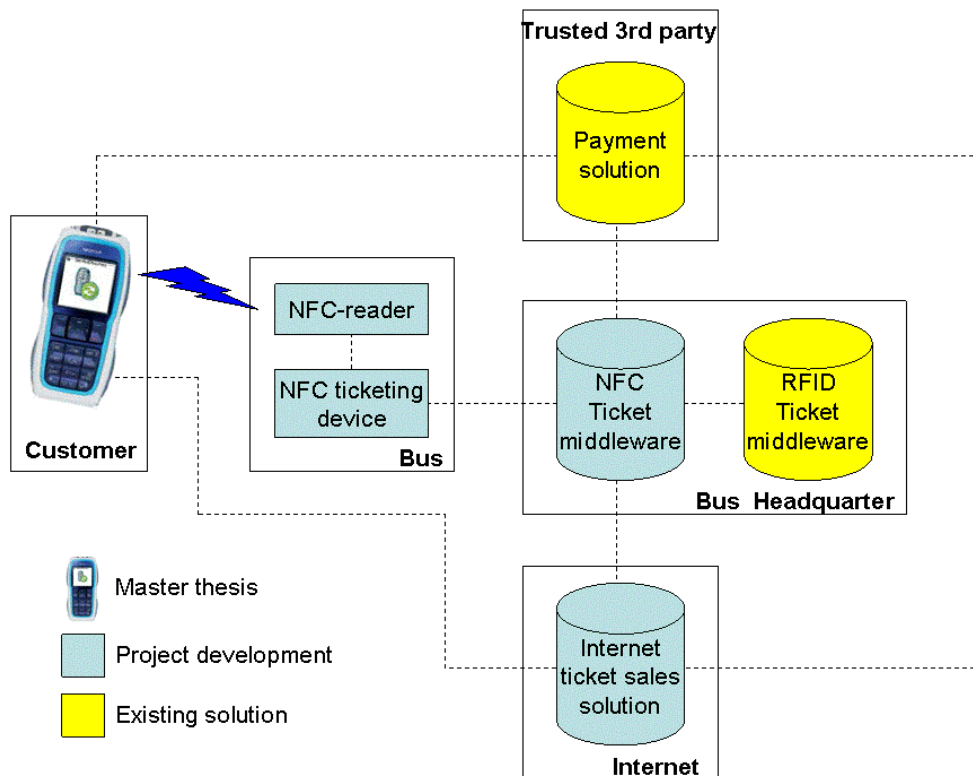 Trusted 3rd party
Payment
solution
NFC-reader
NFC ticketing
device
Bus
Customer
NFC
Ticket
middleware
RFID
Ticket
middleware
Bus Headquarter
Internet
ticket sales
solution
Internet
Master thesis
Project development
Existing solution